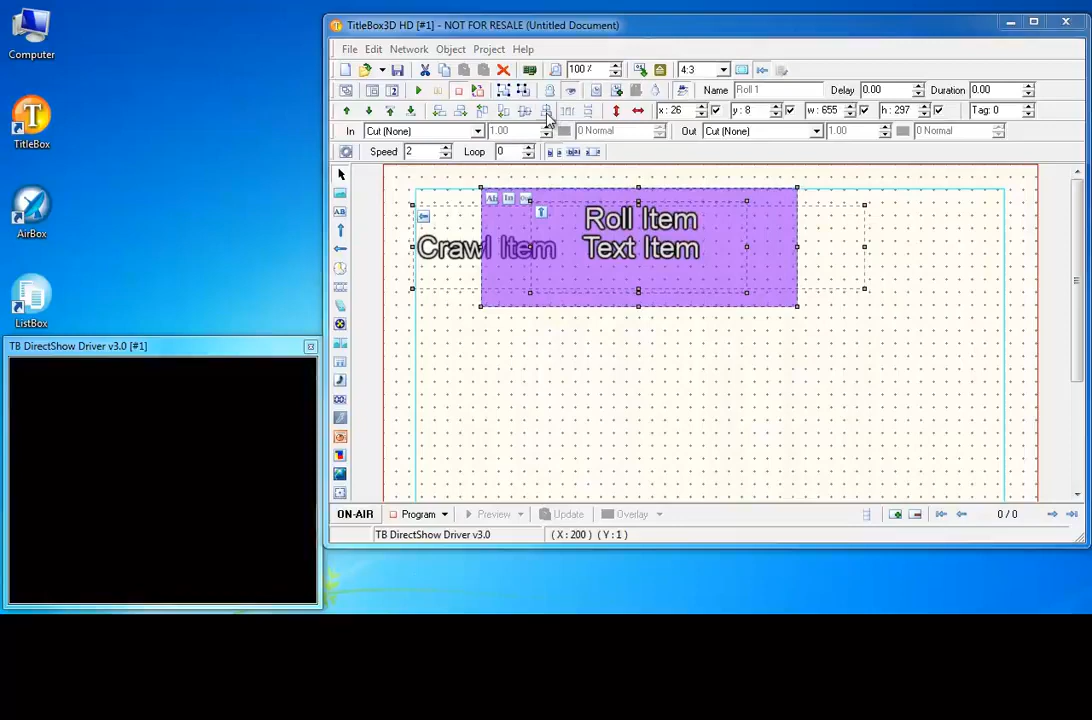 Computer
TitleBox
AirBox
ListBox
TB DirectShow Driver v3.0 [#1]
TitleBox3D HD [#1] - NOT FOR RESALE (Untitled Document)
File Edit Network Object Project Help
100 % 4:3
Name Roll 1 Delay 0.00 Duration 0.00
x: 26 y: 8 w: 655 h: 297 Tag: 0
In Cut (None) 1.00 0 Normal Out Cut (None) 1.00 0 Normal
Speed 2 Loop 0
Roll Item
Crawl Item Text Item
ON-AIR Program Preview Update Overlay 0 / 0
TB DirectShow Driver v3.0 (X : 200 ) ( Y : 1 )